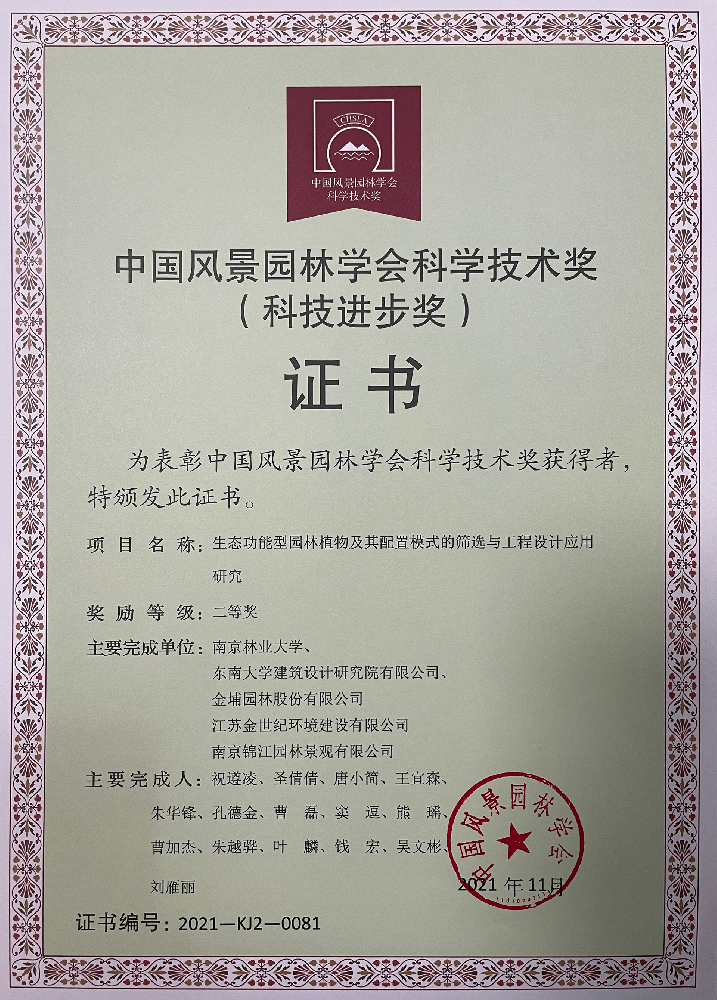 CHSLA
中国风景园林学会
科学技术奖
中国风景园林学会科学技术奖
（科技进步奖）
证书
为表彰中国风景园林学会科学技术奖获得者，
特颁发此证书。
项目名称：生态功能型园林植物及其配置模式的筛选与工程设计应用
研究
奖励等级：二等奖
主要完成单位：南京林业大学、
东南大学建筑设计研究院有限公司、
金埔园林股份有限公司
江苏金世纪环境建设有限公司
南京锦江园林景观有限公司
主要完成人：祝遵凌、圣倩倩、唐小简、王宜森、
朱华锋、孔德金、曹磊、窦逗、熊瑶、
曹加杰、朱越骅、叶麟、钱宏、吴文彬、
刘雁丽
中国风景园林学会
2021年11月
证书编号：2021—KJ2—0081